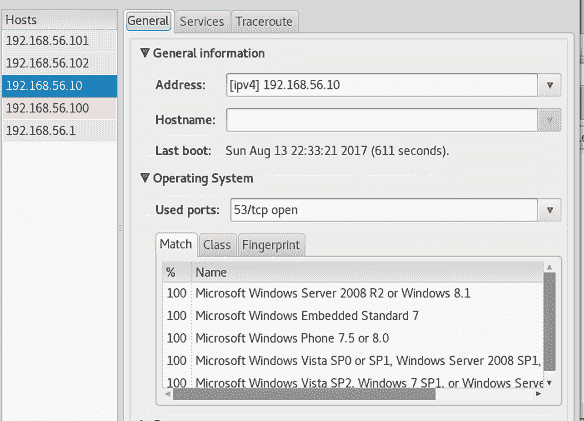 Hosts
192.168.56.101
192.168.56.102
192.168.56.10
192.168.56.100
192.168.56.1
General Services Traceroute
General information
Address: [ipv4] 192.168.56.10
Hostname:
Last boot: Sun Aug 13 22:33:21 2017 (611 seconds).
Operating System
Used ports: 53/tcp open
Match Class Fingerprint
% Name
100 Microsoft Windows Server 2008 R2 or Windows 8.1
100 Microsoft Windows Embedded Standard 7
100 Microsoft Windows Phone 7.5 or 8.0
100 Microsoft Windows Vista SP0 or SP1, Windows Server 2008 SP1,
100 Microsoft Windows Vista SP2, Windows 7 SP1, or Windows Serve